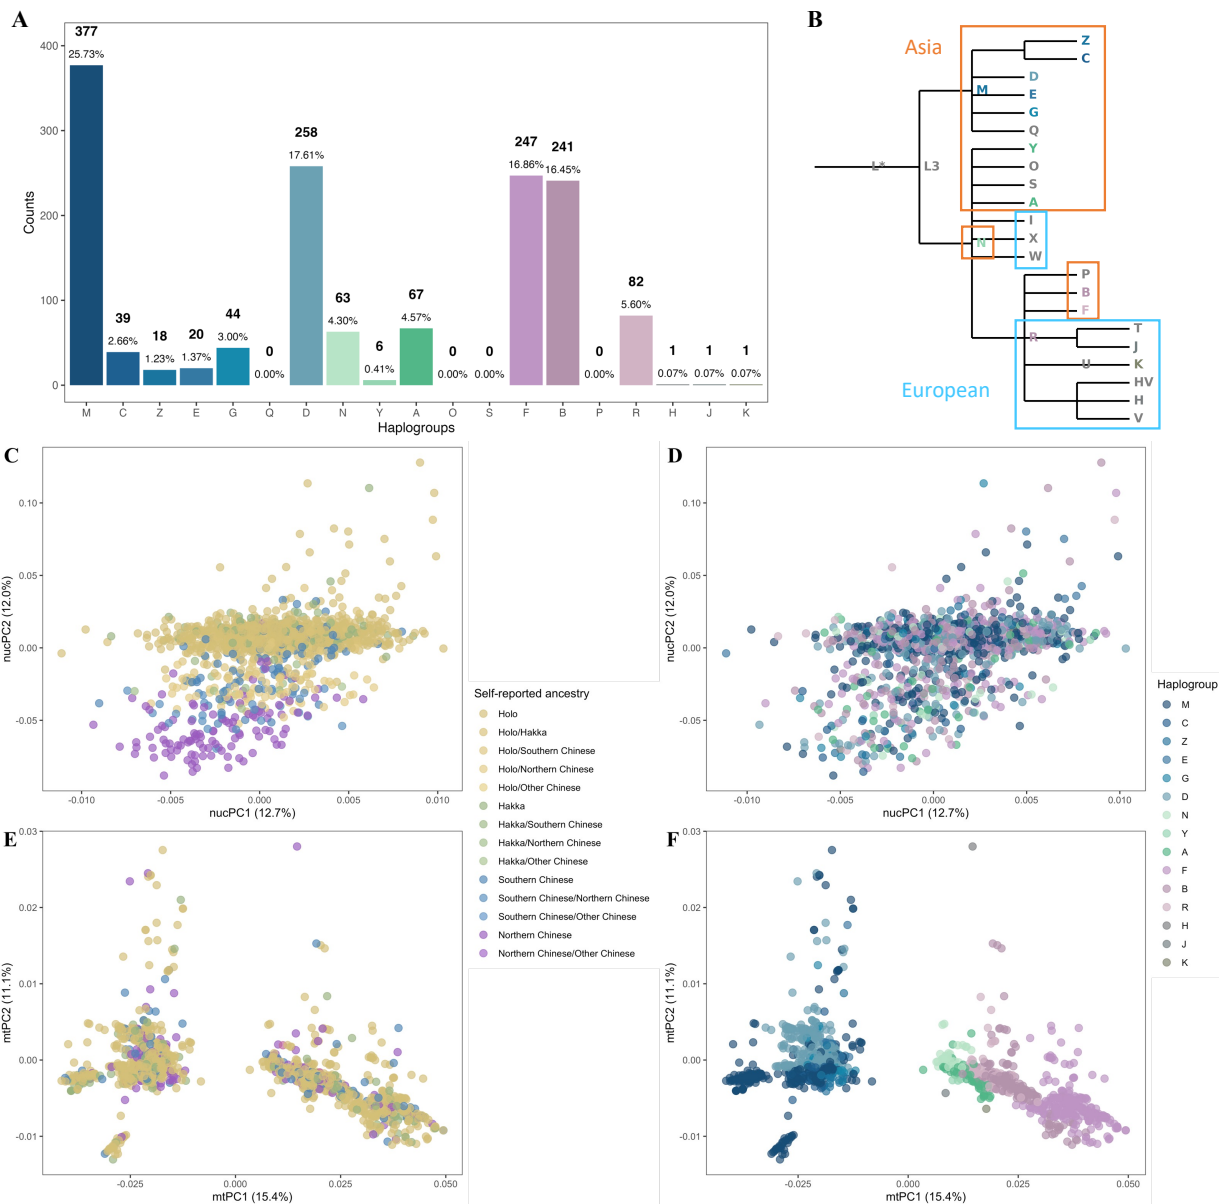 A
377
25.73%
39
2.66%
18
1.23%
20
1.37%
44
3.00%
0
0.00%
258
17.61%
63
4.30%
6
0.41%
67
4.57%
0
0.00%
0
0.00%
247
16.86%
241
16.45%
0
0.00%
82
5.60%
1
0.07%
1
0.07%
1
0.07%
400
300
200
100
0
Counts
M C Z E G Q D N Y A O S F B P R H J K
Haplogroups
B
Asia
European
L*
L3
M
N
R
U
Z
C
D
E
G
Q
Y
O
S
A
I
X
W
P
B
F
T
J
K
HV
H
V
C
0.10
0.05
0.00
-0.05
nucPC2 (12.0%)
-0.010 -0.005 0.000 0.005 0.010
nucPC1 (12.7%)
Self-reported ancestry
Holo
Holo/Hakka
Holo/Southern Chinese
Holo/Northern Chinese
Holo/Other Chinese
Hakka
Hakka/Southern Chinese
Hakka/Northern Chinese
Hakka/Other Chinese
Southern Chinese
Southern Chinese/Northern Chinese
Southern Chinese/Other Chinese
Northern Chinese
Northern Chinese/Other Chinese
D
0.10
0.05
0.00
-0.05
nucPC2 (12.0%)
-0.010 -0.005 0.000 0.005 0.010
nucPC1 (12.7%)
Haplogroup
M
C
Z
E
G
D
N
Y
A
F
B
R
H
J
K
E
0.03
0.02
0.01
0.00
-0.01
mtPC2 (11.1%)
-0.025 0.000 0.025 0.050
mtPC1 (15.4%)
F
0.03
0.02
0.01
0.00
-0.01
mtPC2 (11.1%)
-0.025 0.000 0.025 0.050
mtPC1 (15.4%)